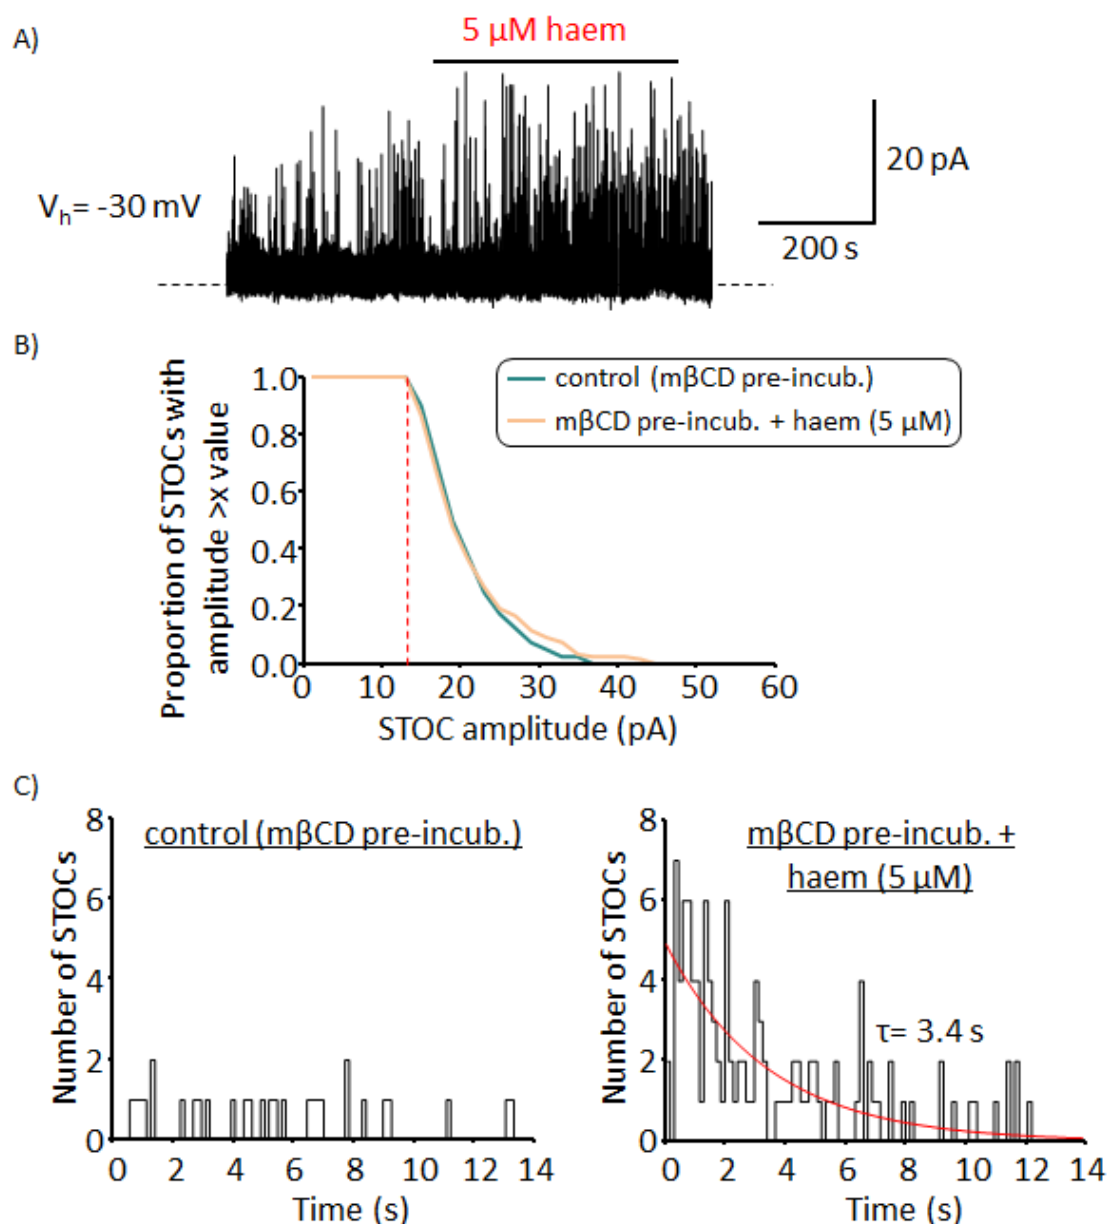 A)
5 µM haem
Vh= -30 mV
20 pA
200 s
B)
Proportion of STOCs with
amplitude >x value
1.0
0.8
0.6
0.4
0.2
0.0
control (mβCD pre-incub.)
mβCD pre-incub. + haem (5 µM)
0 10 20 30 40 50 60
STOC amplitude (pA)
C)
Number of STOCs
8
6
4
2
0
control (mβCD pre-incub.)
0 2 4 6 8 10 12 14
Time (s)
Number of STOCs
8
6
4
2
0
mβCD pre-incub. +
haem (5 µM)
τ= 3.4 s
0 2 4 6 8 10 12 14
Time (s)